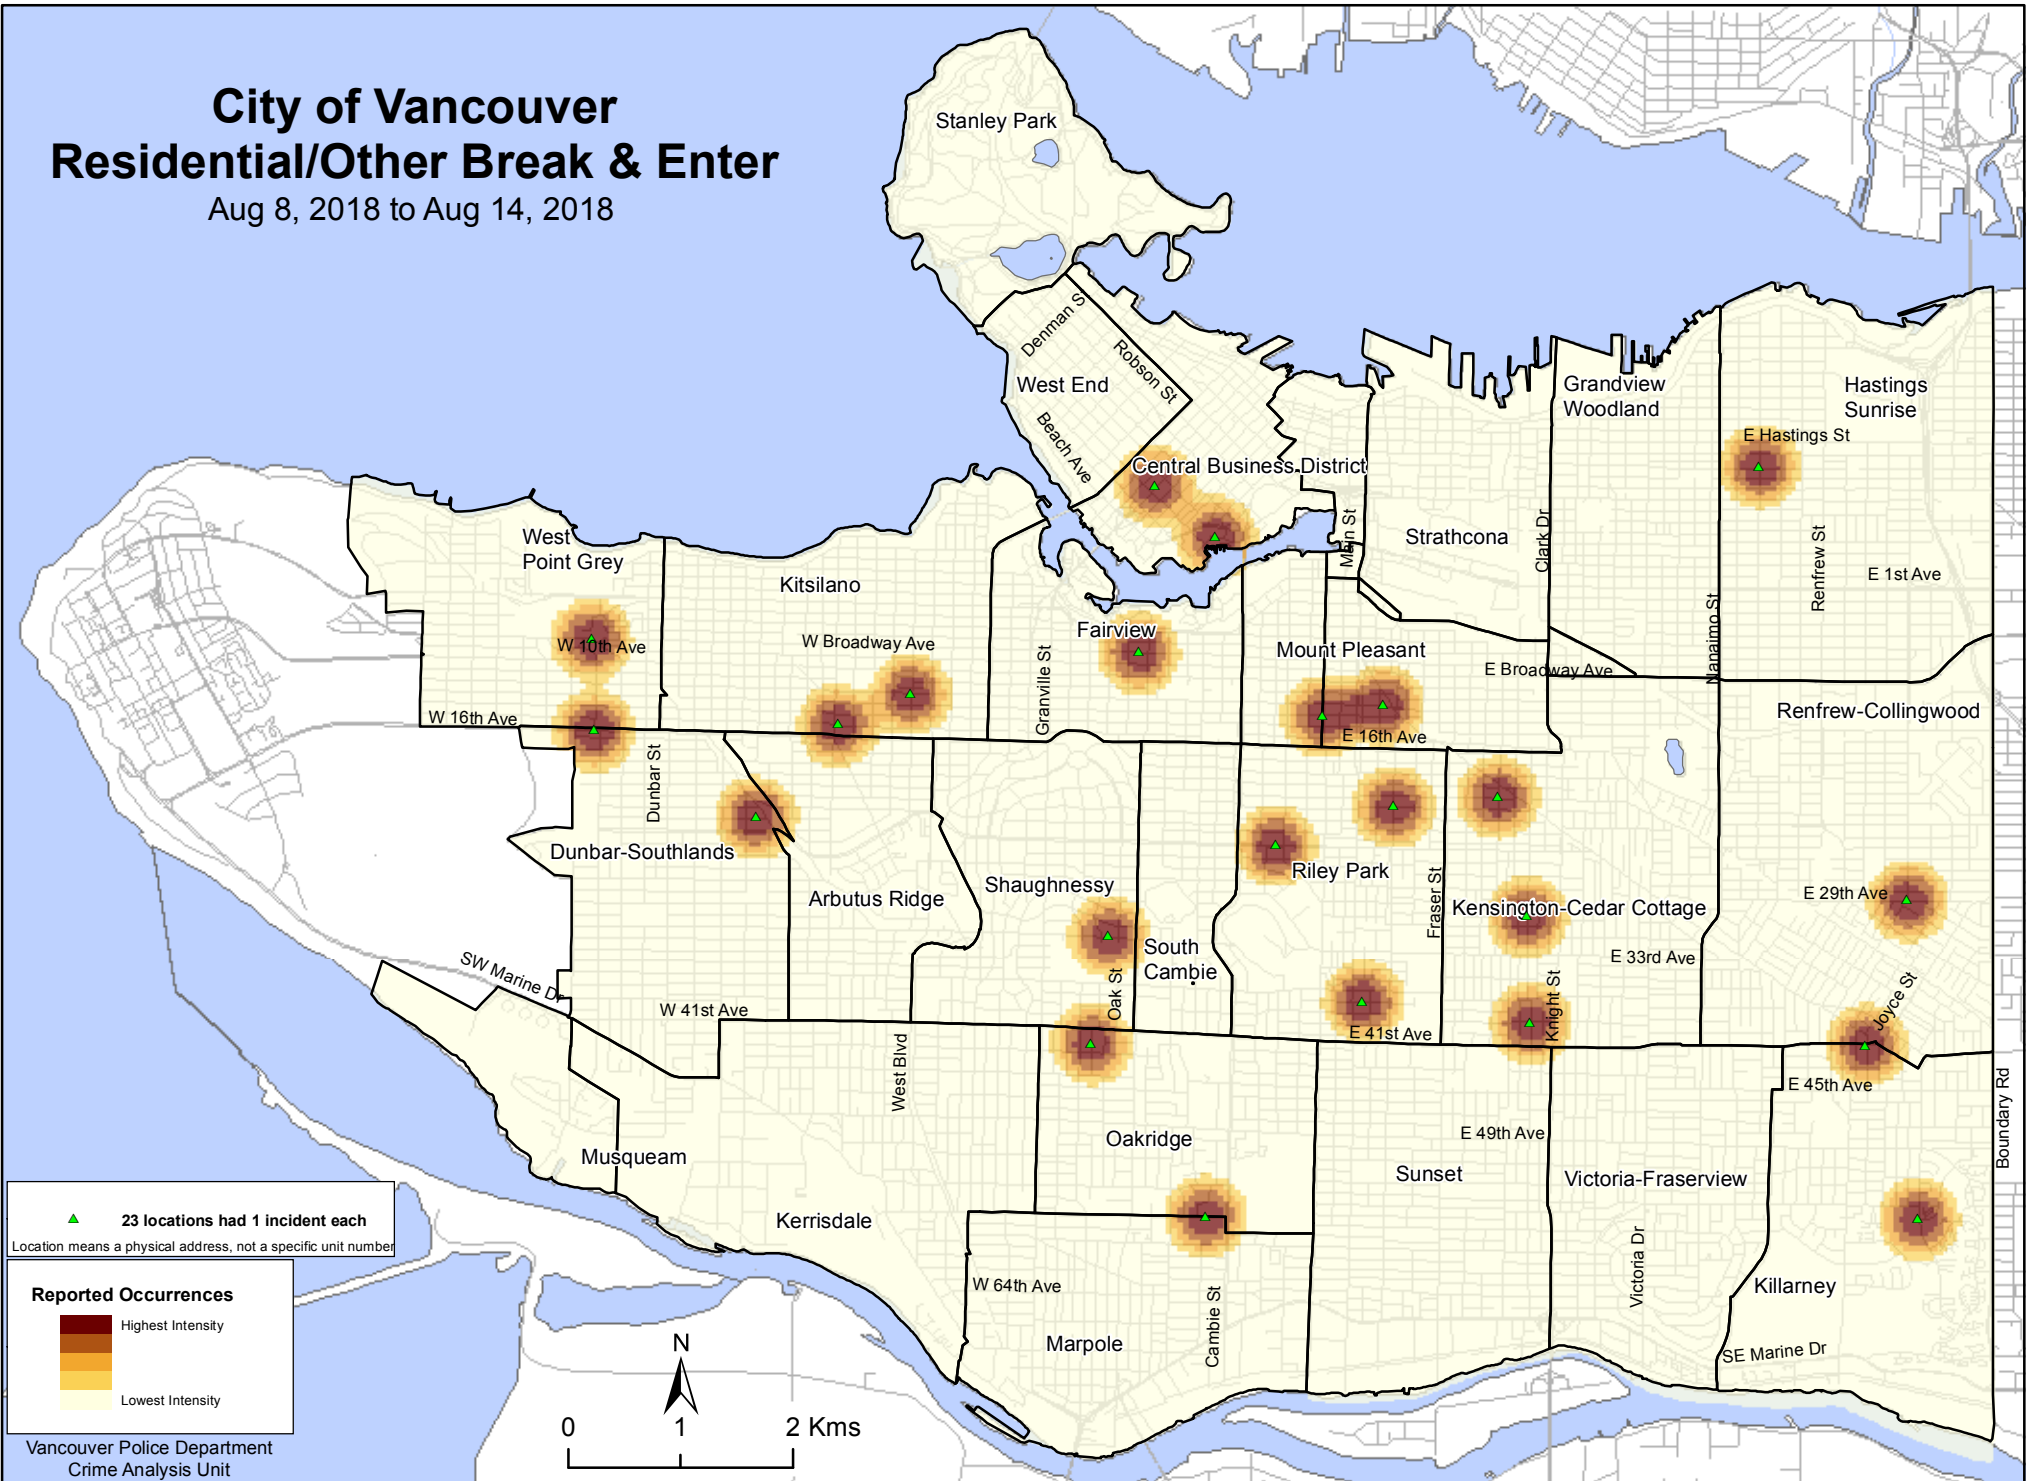 City of Vancouver
Residential/Other Break & Enter
Aug 8, 2018 to Aug 14, 2018
Stanley Park
Denman S
Robson St
West End
Beach Ave
Central Business District
Main St
Strathcona
Clark Dr
Grandview
Woodland
Hastings
Sunrise
E Hastings St
Renfrew St
E 1st Ave
Nanaimo St
West
Point Grey
Kitsilano
W 10th Ave
W Broadway Ave
Fairview
Granville St
Mount Pleasant
E Broadway Ave
W 16th Ave
E 16th Ave
Renfrew-Collingwood
Dunbar St
Dunbar-Southlands
Arbutus Ridge
Shaughnessy
South
Cambie
Oak St
Riley Park
Fraser St
Kensington-Cedar Cottage
E 29th Ave
E 33rd Ave
Knight St
Joyce St
SW Marine Dr
W 41st Ave
E 41st Ave
West Blvd
E 45th Ave
Boundary Rd
Musqueam
Kerrisdale
Oakridge
E 49th Ave
Sunset
Victoria-Fraserview
Victoria Dr
Killarney
W 64th Ave
Marpole
Cambie St
SE Marine Dr
23 locations had 1 incident each
Location means a physical address, not a specific unit number
Reported Occurrences
Highest Intensity
Lowest Intensity
Vancouver Police Department
Crime Analysis Unit
N
0 1 2 Kms